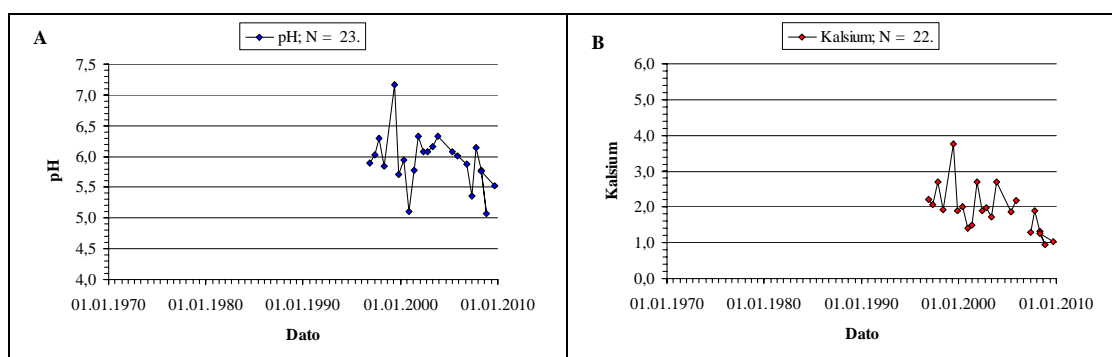 A
pH; N = 23.
7,5
7,0
6,5
6,0
5,5
5,0
4,5
4,0
pH
01.01.1970 01.01.1980 01.01.1990 01.01.2000 01.01.2010
Dato
B
Kalsium; N = 22.
6,0
5,0
4,0
3,0
2,0
1,0
0,0
Kalsium
01.01.1970 01.01.1980 01.01.1990 01.01.2000 01.01.2010
Dato